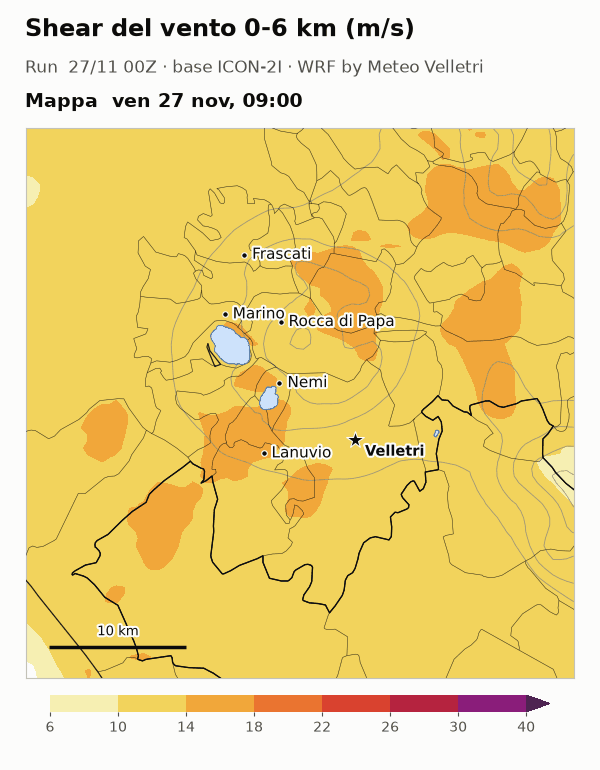 Shear del vento 0-6 km (m/s)
Run  27/11 00Z · base ICON-2I · WRF by Meteo Velletri
Mappa  ven 27 nov, 09:00
Frascati
Marino
Rocca di Papa
Nemi
Velletri
Lanuvio
10 km
6 10 14 18 22 26 30 40